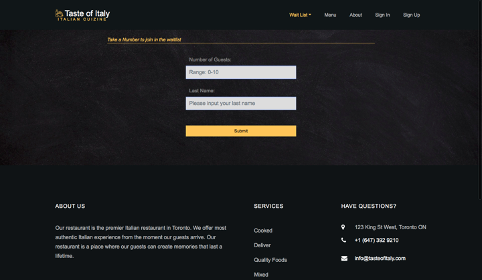 Taste of Italy
ITALIAN CUIZINE
Wait List
Menu
About
Sign In
Sign Up
Take a Number to join in the waitlist
Number of Guests:
Range: 0-10
Last Name:
Please input your last name
Submit
ABOUT US
Our restaurant is the premier Italian restaurant in Toronto. We offer most
authentic Italian experience from the moment our guests arrive. Our
restaurant is a place where our guests can create memories that last a
lifetime.
SERVICES
Cooked
Deliver
Quality Foods
Mixed
HAVE QUESTIONS?
123 King St West, Toronto ON
+1 (647) 392 9210
info@tasteofitaly.com